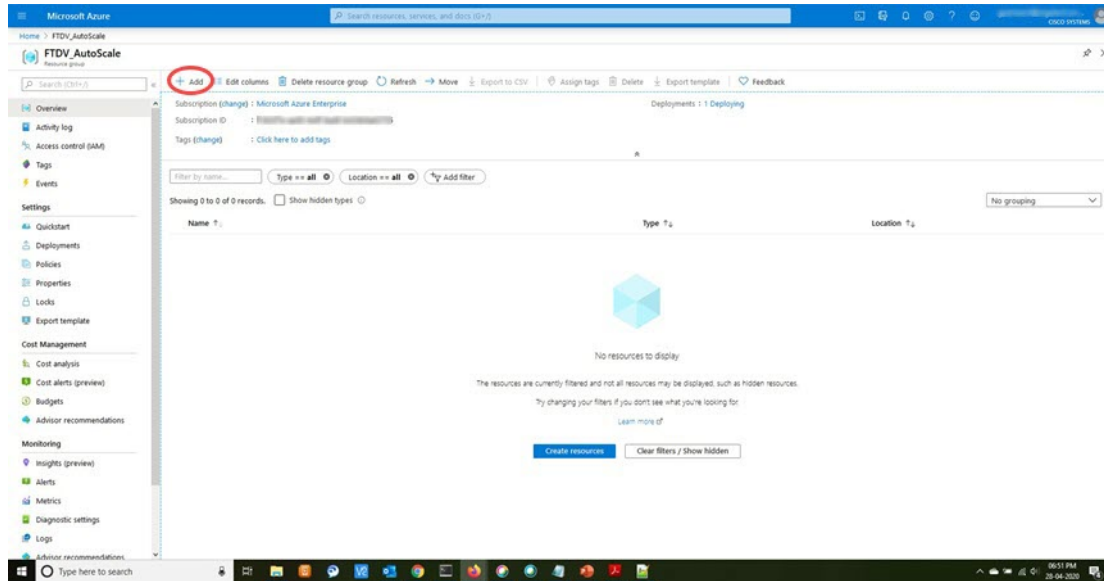 Microsoft Azure
Search resources, services, and docs (G+/)
CISCO SYSTEMS
Home > FTDV_AutoScale
FTDV_AutoScale
Resource group
Search (Ctrl+/)
Add
Edit columns
Delete resource group
Refresh
Move
Export to CSV
Assign tags
Delete
Export template
Feedback
Overview
Activity log
Access control (IAM)
Tags
Events
Settings
Quickstart
Deployments
Policies
Properties
Locks
Export template
Cost Management
Cost analysis
Cost alerts (preview)
Budgets
Advisor recommendations
Monitoring
Insights (preview)
Alerts
Metrics
Diagnostic settings
Logs
Advisor recommendations
Subscription (change) : Microsoft Azure Enterprise
Deployments : 1 Deploying
Subscription ID :
Tags (change) : Click here to add tags
Filter by name...
Type == all
Location == all
Add filter
Showing 0 to 0 of 0 records.
Show hidden types
No grouping
Name
Type
Location
No resources to display
The resources are currently filtered and not all resources may be displayed, such as hidden resources.
Try changing your filters if you don't see what you're looking for.
Learn more
Create resources
Clear filters / Show hidden
Type here to search
06:51 PM
28-04-2020